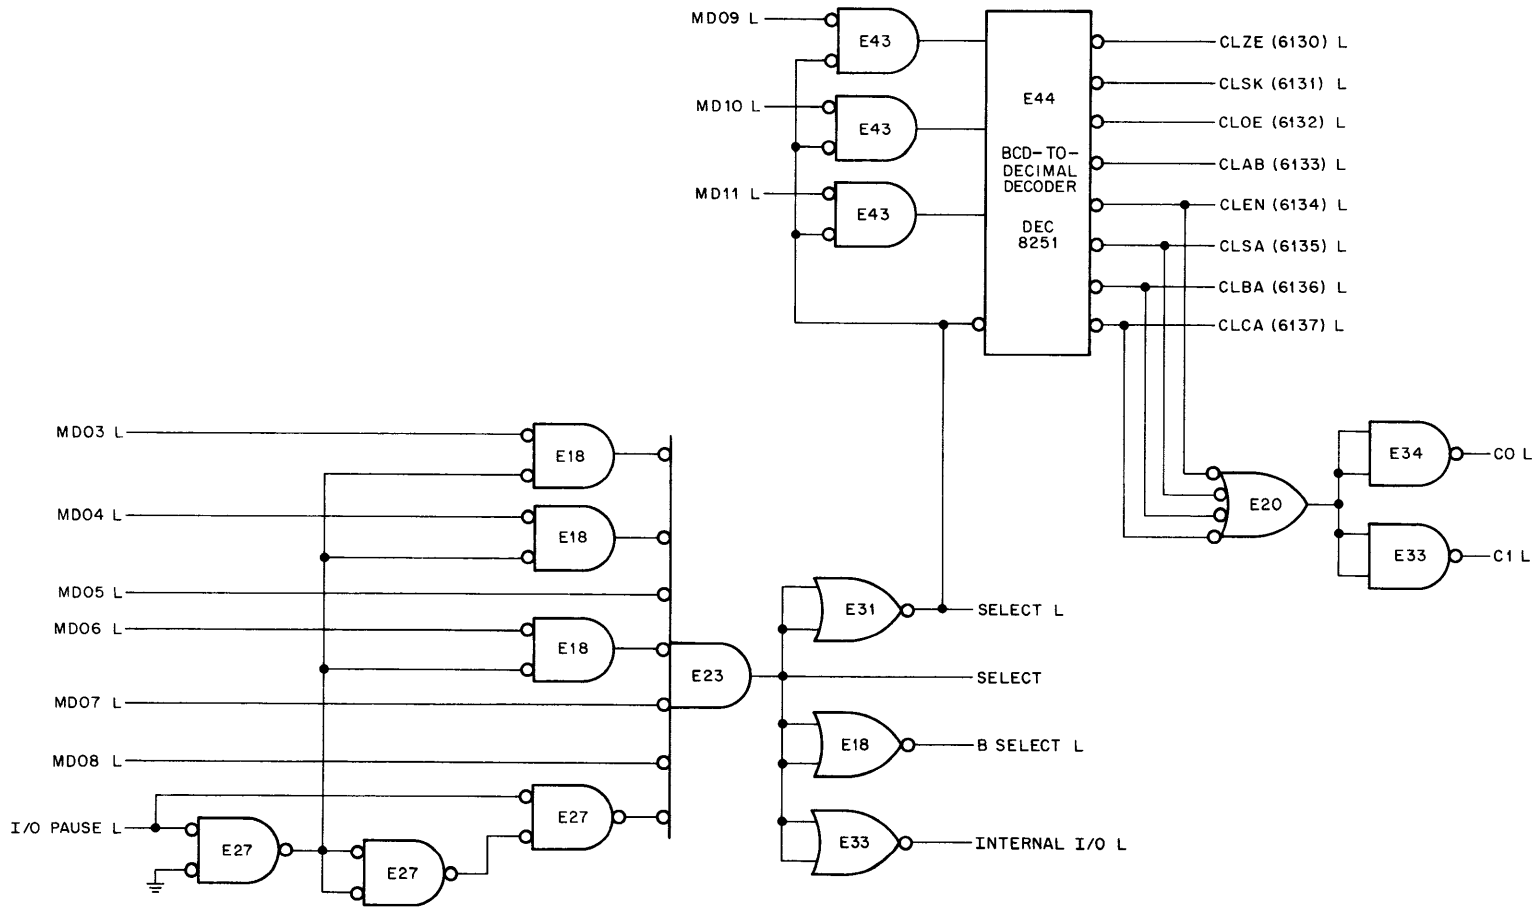 MD09 L
E43
MD10 L
E43
MD11 L
E43
E44
BCD-TO-
DECIMAL
DECODER
DEC
8251
CLZE (6130) L
CLSK (6131) L
CLOE (6132) L
CLAB (6133) L
CLEN (6134) L
CLSA (6135) L
CLBA (6136) L
CLCA (6137) L
MD03 L
E18
MD04 L
E18
MD05 L
MD06 L
E18
MD07 L
MD08 L
I/O PAUSE L
E27
E27
E27
E23
E31
SELECT L
SELECT
E18
B SELECT L
E33
INTERNAL I/O L
E20
E34
C0 L
E33
C1 L